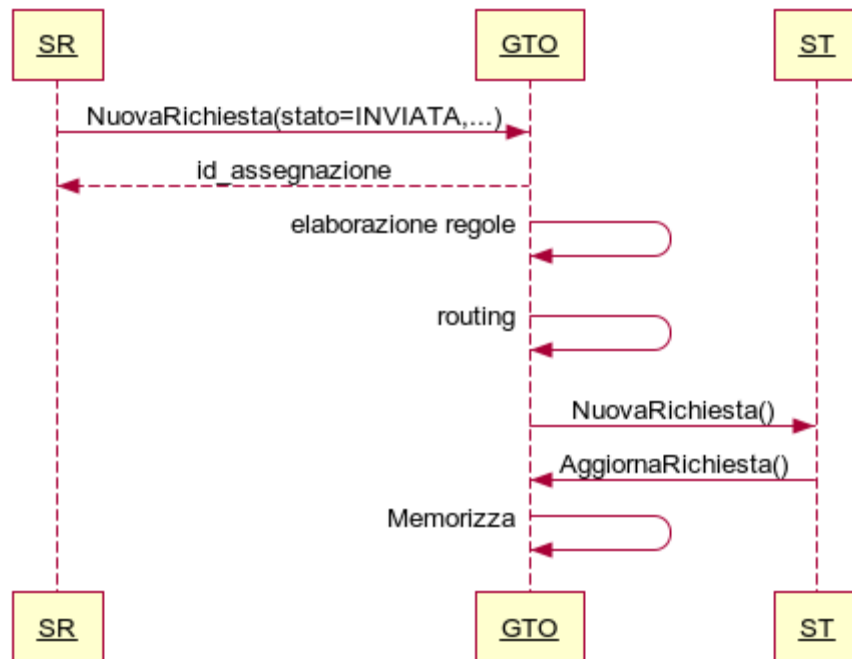 SR
GTO
ST
NuovaRichiesta(stato=INVIATA,...)
id_assegnazione
elaborazione regole
routing
NuovaRichiesta()
AggiornaRichiesta()
Memorizza
SR
GTO
ST